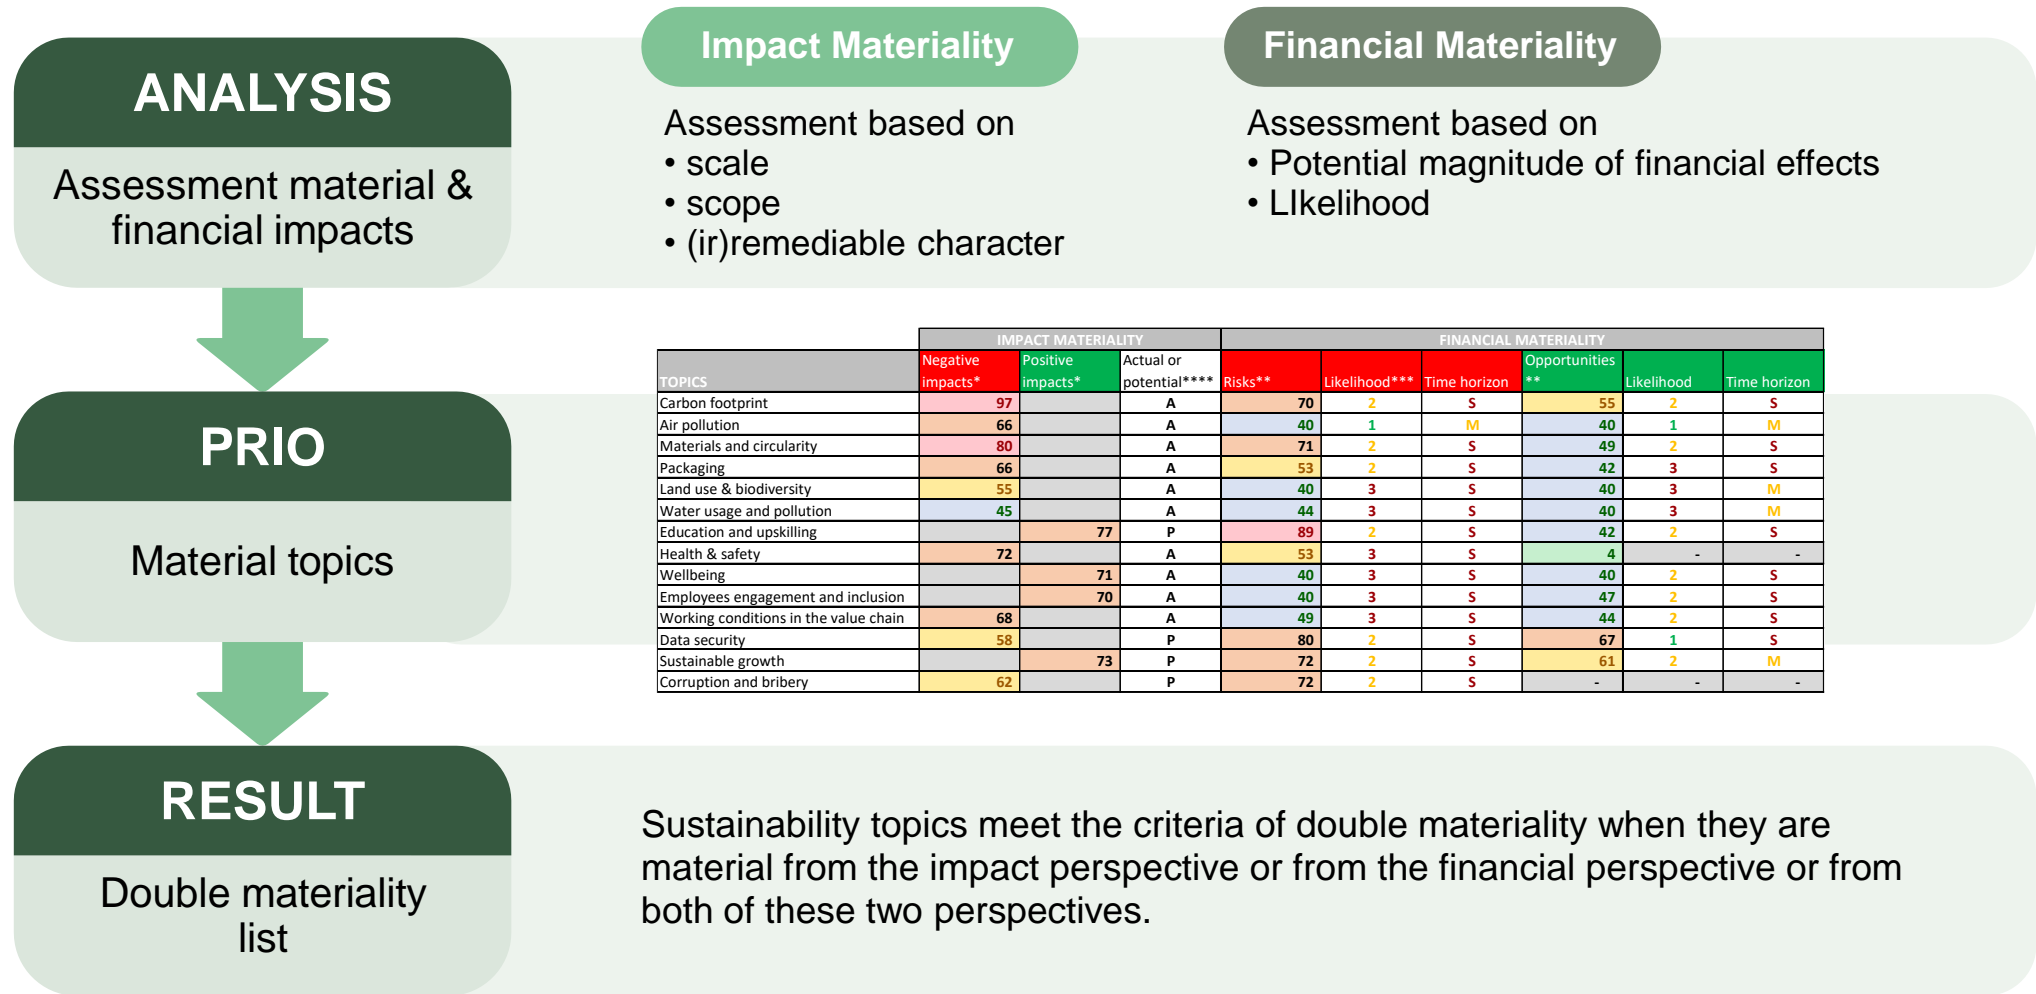 ANALYSIS
Assessment material &
financial impacts
Impact Materiality
Assessment based on
• scale
• scope
• (ir)remediable character
Financial Materiality
Assessment based on
• Potential magnitude of financial effects
• LIkelihood
PRIO
Material topics
IMPACT MATERIALITY FINANCIAL MATERIALITY
TOPICS Negative impacts* Positive impacts* Actual or potential**** Risks** Likelihood*** Time horizon Opportunities ** Likelihood Time horizon
Carbon footprint 97 A 70 2 S 55 2 S
Air pollution 66 A 40 1 M 40 1 M
Materials and circularity 80 A 71 2 S 49 2 S
Packaging 66 A 53 2 S 42 3 S
Land use & biodiversity 55 A 40 3 S 40 3 M
Water usage and pollution 45 A 44 3 S 40 3 M
Education and upskilling 77 P 89 2 S 42 2 S
Health & safety 72 A 53 3 S 4 - -
Wellbeing 71 A 40 3 S 40 2 S
Employees engagement and inclusion 70 A 40 3 S 47 2 S
Working conditions in the value chain 68 A 49 3 S 44 2 S
Data security 58 P 80 2 S 67 1 S
Sustainable growth 73 P 72 2 S 61 2 M
Corruption and bribery 62 P 72 2 S - - -
RESULT
Double materiality
list
Sustainability topics meet the criteria of double materiality when they are
material from the impact perspective or from the financial perspective or from
both of these two perspectives.